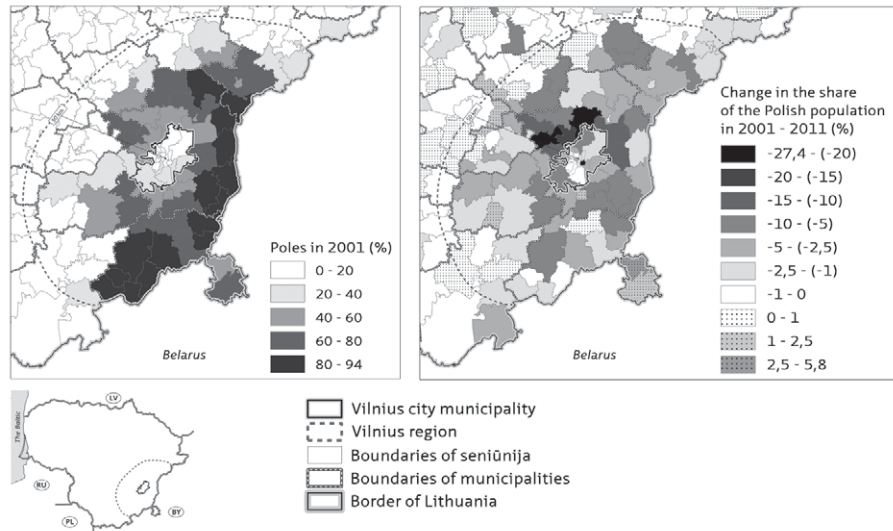 Poles in 2001 (%)
0 - 20
20 - 40
40 - 60
60 - 80
80 - 94
Belarus
Change in the share
of the Polish population
in 2001 - 2011 (%)
-27,4 - (-20)
-20 - (-15)
-15 - (-10)
-10 - (-5)
-5 - (-2,5)
-2,5 - (-1)
-1 - 0
0 - 1
1 - 2,5
2,5 - 5,8
Belarus
LV
The Baltic
RU
PL
BY
Vilnius city municipality
Vilnius region
Boundaries of seniūnija
Boundaries of municipalities
Border of Lithuania